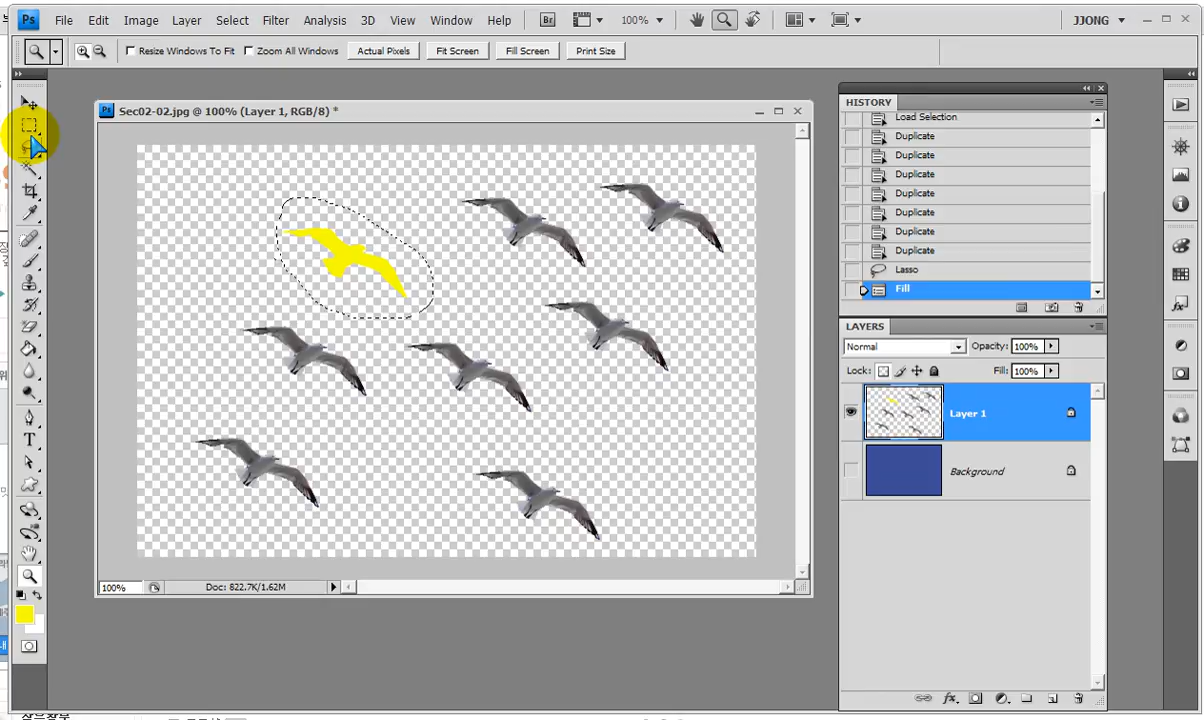 Ps File Edit Image Layer Select Filter Analysis 3D View Window Help Br 100% JJONG
Resize Windows To Fit Zoom All Windows Actual Pixels Fit Screen Fill Screen Print Size
Ps Sec02-02.jpg @ 100% (Layer 1, RGB/8) *
100% Doc: 822.7K/1.62M
HISTORY
Load Selection
Duplicate
Duplicate
Duplicate
Duplicate
Duplicate
Duplicate
Duplicate
Lasso
Fill
LAYERS
Normal Opacity: 100%
Lock: Fill: 100%
Layer 1
Background